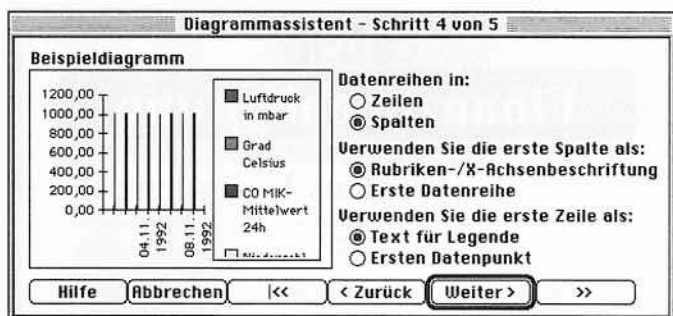 Diagrammassistent - Schritt 4 von 5
Beispieldiagramm
1200,00
1000,00
800,00
600,00
400,00
200,00
0,00
04.11.
1992
08.11.
1992
Luftdruck
in mbar
Grad
Celsius
CO MIK-
Mittelwert
24h
Datenreihen in:
Zeilen
Spalten
Verwenden Sie die erste Spalte als:
Rubriken-/X-Achsenbeschriftung
Erste Datenreihe
Verwenden Sie die erste Zeile als:
Text für Legende
Ersten Datenpunkt
Hilfe
Abbrechen
|<<
< Zurück
Weiter >
>>